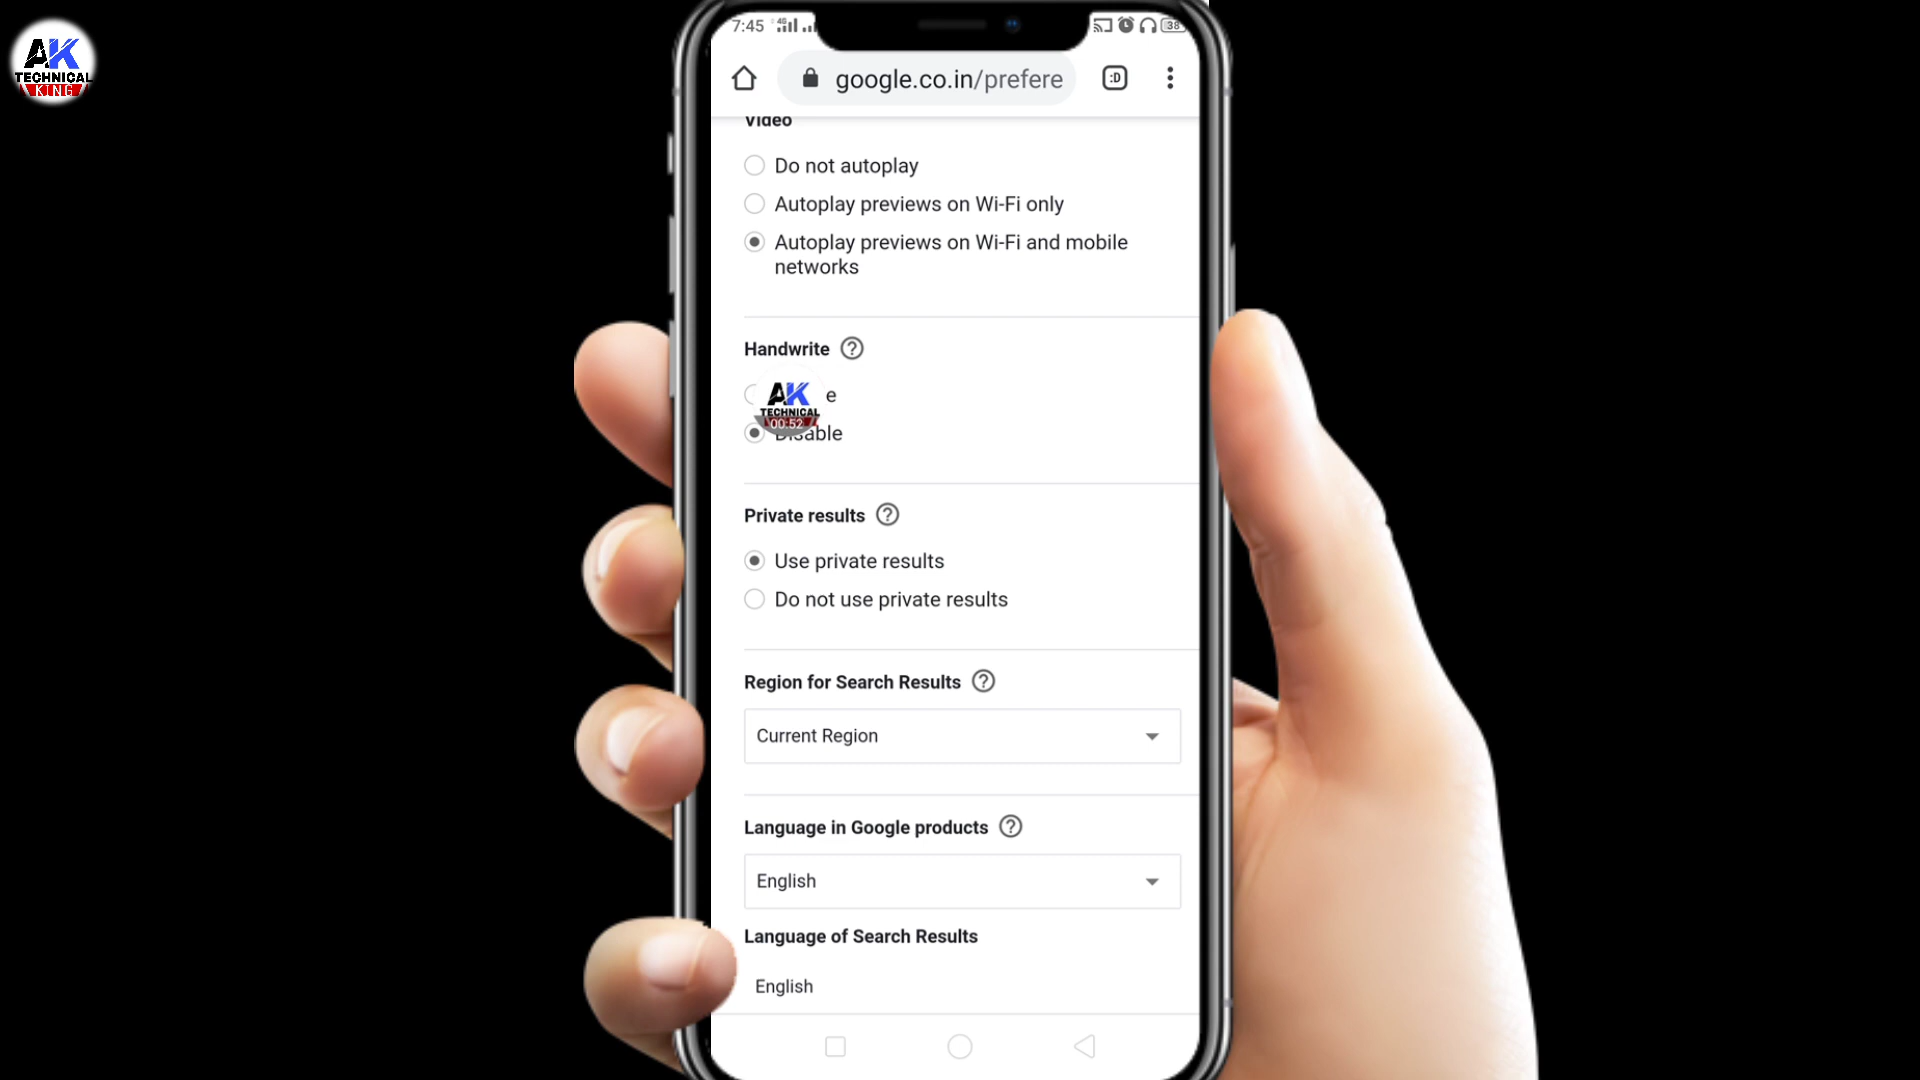 AK
TECHNICAL
KING
7:45
4G
38
google.co.in/prefere
:D
Video
Do not autoplay
Autoplay previews on Wi-Fi only
Autoplay previews on Wi-Fi and mobile
networks
Handwrite
e
AK
TECHNICAL
00:52
Disable
Private results
Use private results
Do not use private results
Region for Search Results
Current Region
Language in Google products
English
Language of Search Results
English